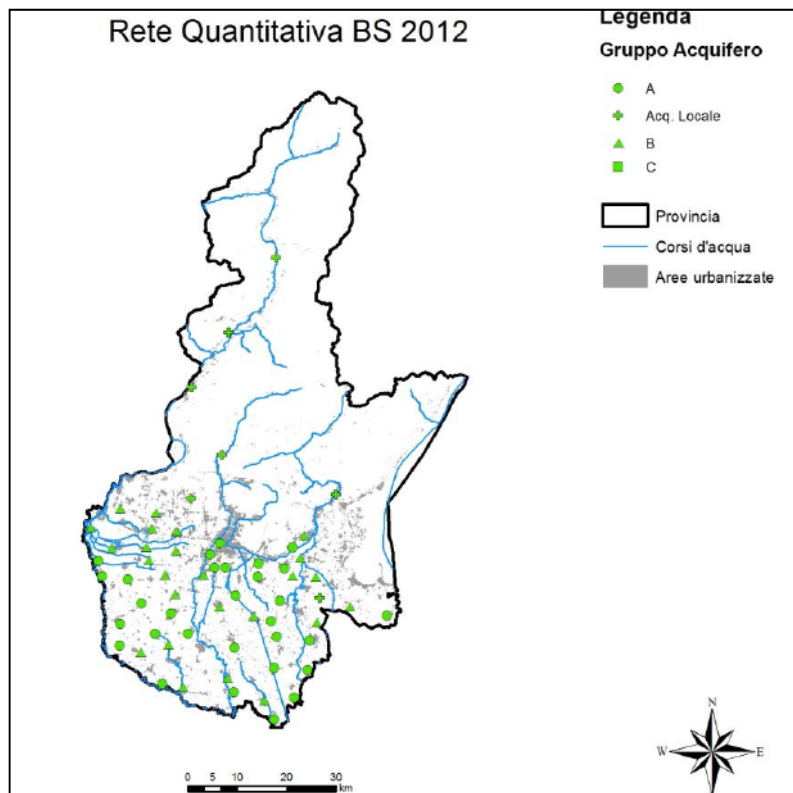 Rete Quantitativa BS 2012
Legenda
Gruppo Acquifero
A
Acq. Locale
B
C
Provincia
Corsi d'acqua
Aree urbanizzate
N
W E
S
0 5 10 20 30
km